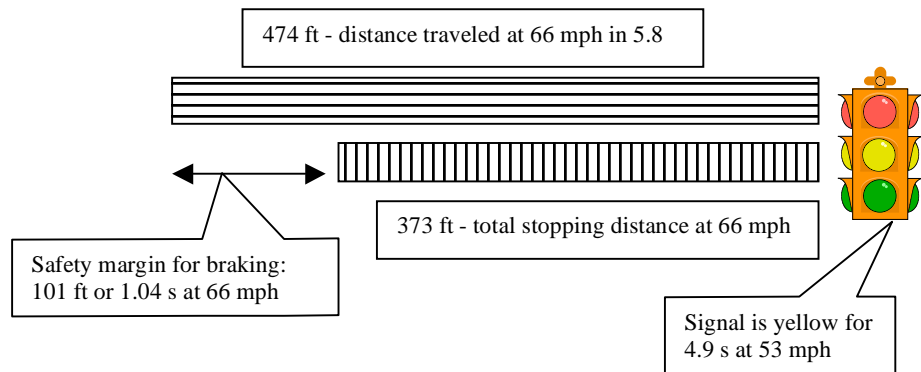 474 ft - distance traveled at 66 mph in 5.8
373 ft - total stopping distance at 66 mph
Safety margin for braking:
101 ft or 1.04 s at 66 mph
Signal is yellow for
4.9 s at 53 mph